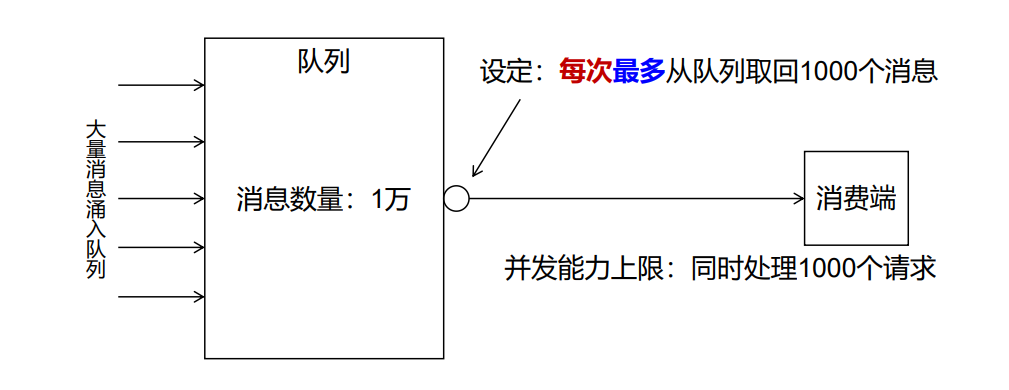 队列
设定：每次最多从队列取回1000个消息
大量消息涌入队列
消息数量：1万
消费端
并发能力上限：同时处理1000个请求